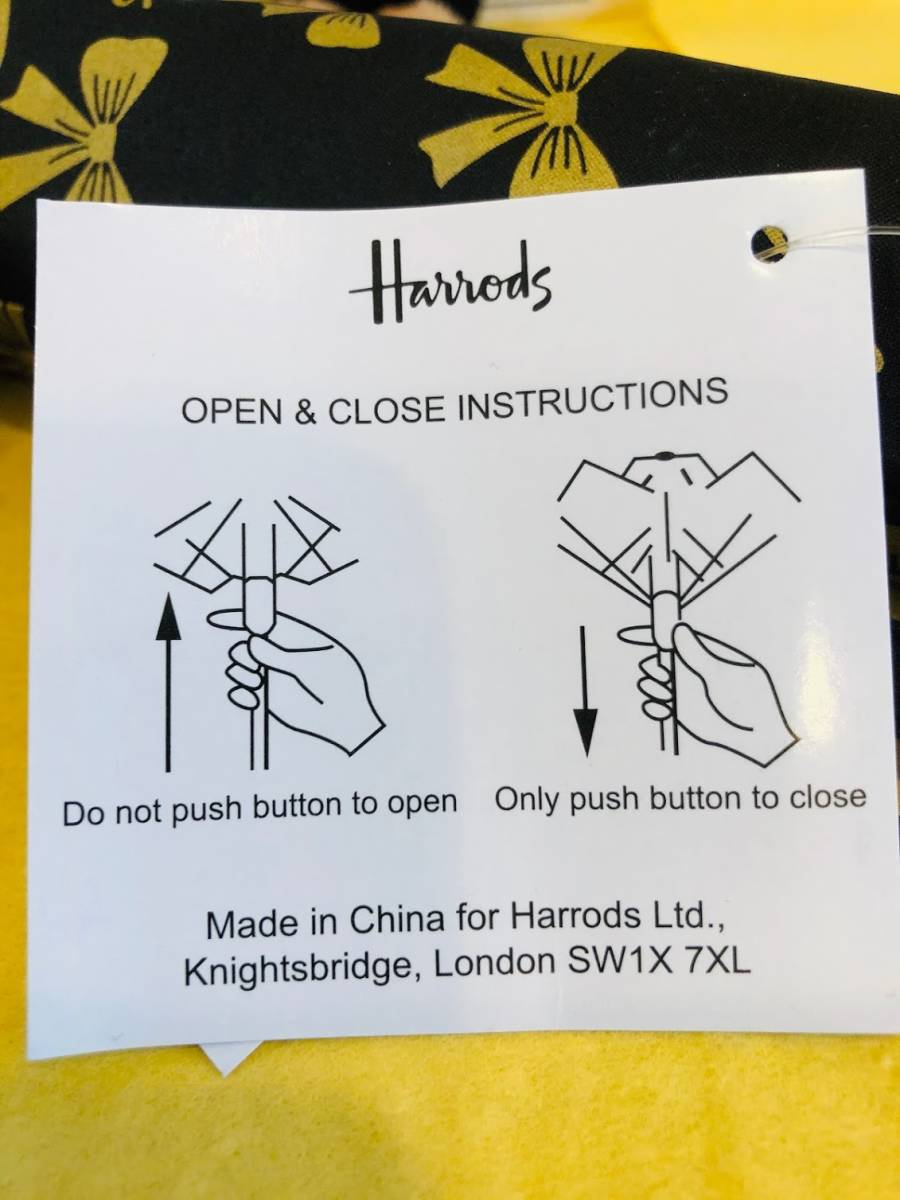 Harrods
OPEN & CLOSE INSTRUCTIONS
Do not push button to open
Only push button to close
Made in China for Harrods Ltd.,
Knightsbridge, London SW1X 7XL